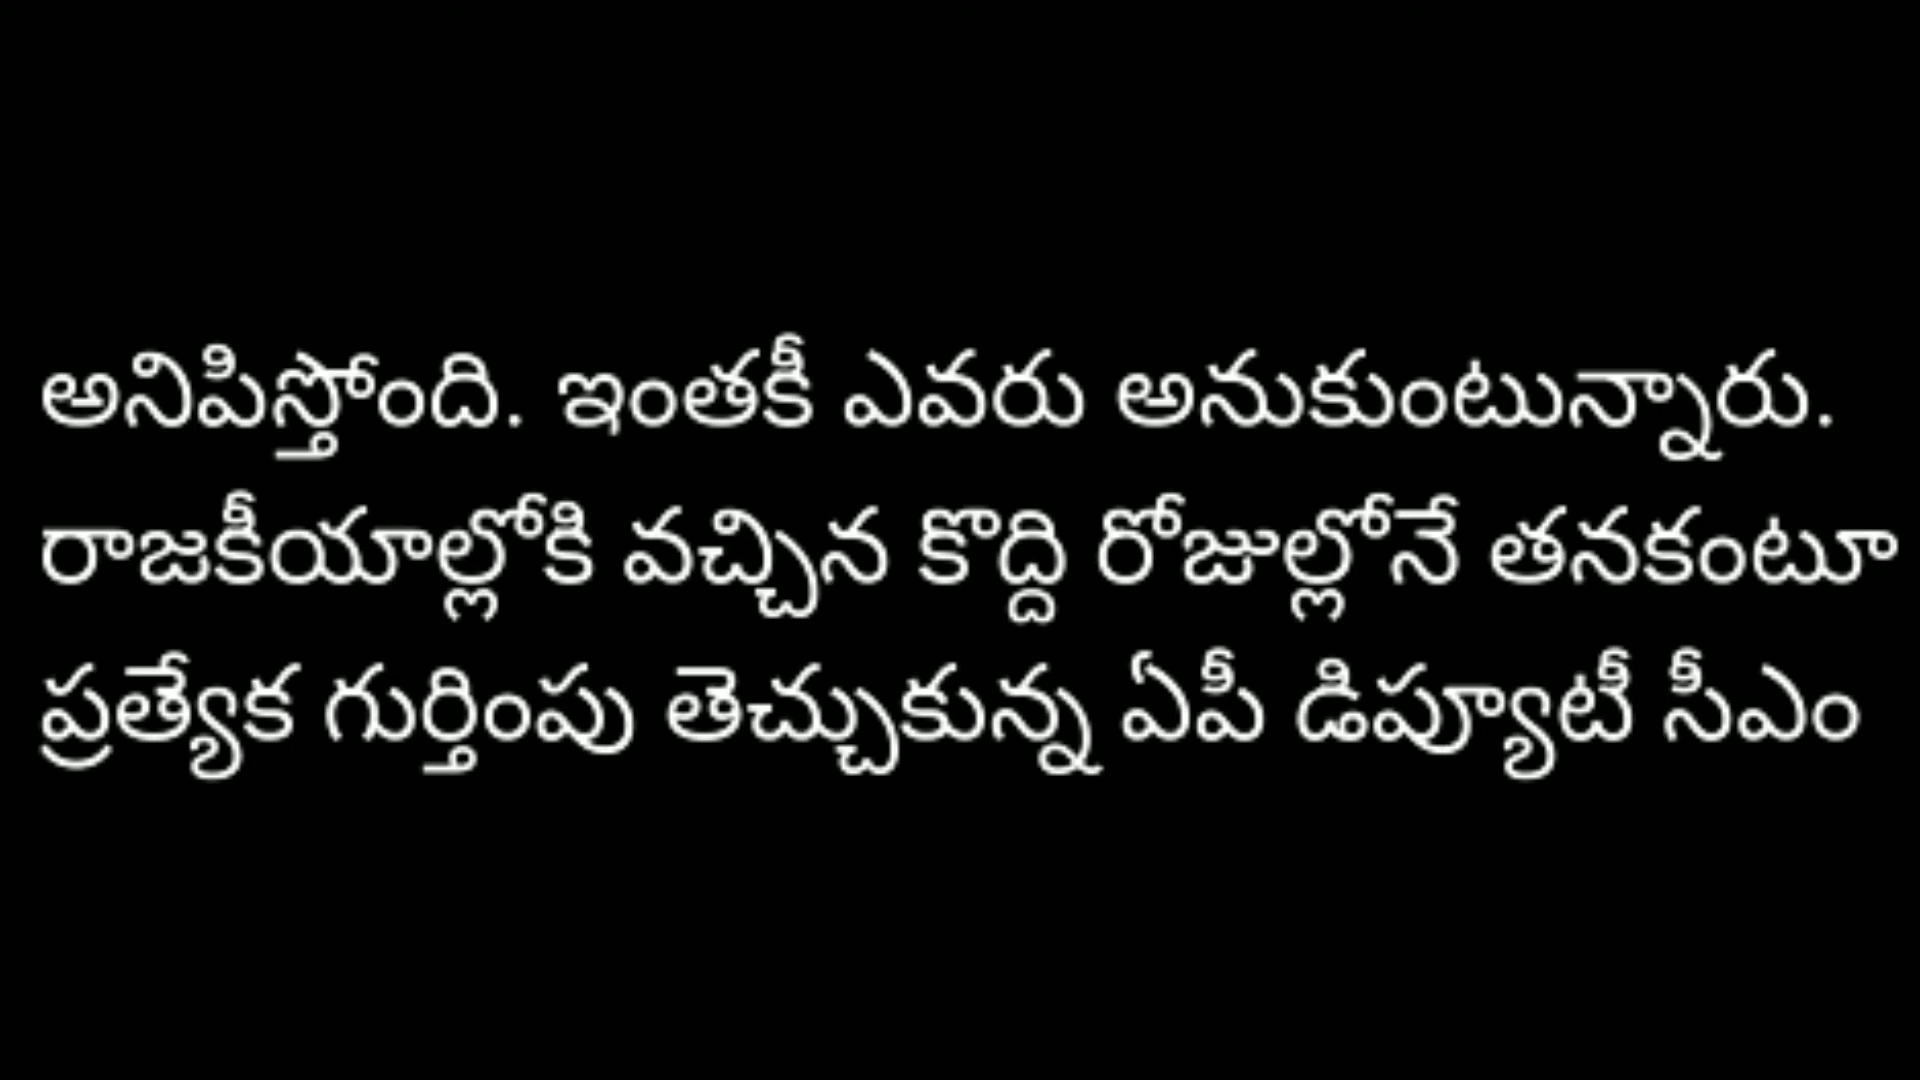 అనిపిస్తోంది. ఇంతకీ ఎవరు అనుకుంటున్నారు.
రాజకీయాల్లోకి వచ్చిన కొద్ది రోజుల్లోనే తనకంటూ
ప్రత్యేక గుర్తింపు తెచ్చుకున్న ఏపీ డిప్యూటీ సీఎం